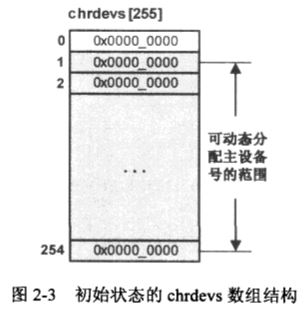 chrdevs[255]
0 0x0000_0000
1 0x0000_0000
2 0x0000_0000
可动态分
配主设备
号的范围
...
254 0x0000_0000
图 2-3 初始状态的 chrdevs 数组结构